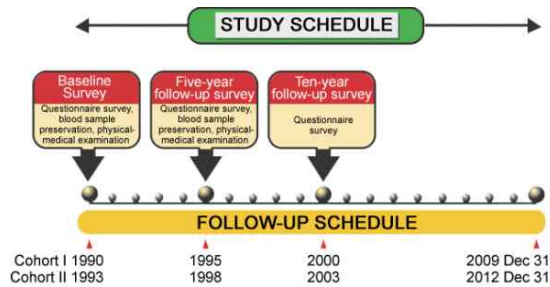 STUDY SCHEDULE
Baseline
Survey
Questionnaire survey,
blood sample
preservation, physical-
medical examination
Five-year
follow-up survey
Questionnaire survey,
blood sample
preservation, physical-
medical examination
Ten-year
follow-up survey
Questionnaire
survey
FOLLOW-UP SCHEDULE
Cohort I 1990 1995 2000 2009 Dec 31
Cohort II 1993 1998 2003 2012 Dec 31